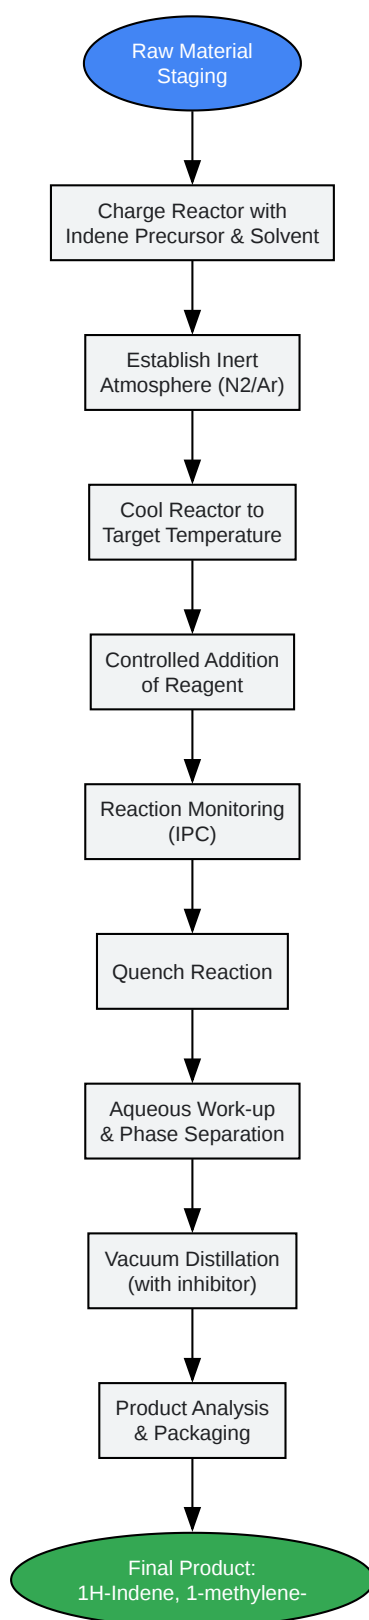 Raw Material
Staging
Charge Reactor with
Indene Precursor & Solvent
Establish Inert
Atmosphere (N2/Ar)
Cool Reactor to
Target Temperature
Controlled Addition
of Reagent
Reaction Monitoring
(IPC)
Quench Reaction
Aqueous Work-up
& Phase Separation
Vacuum Distillation
(with inhibitor)
Product Analysis
& Packaging
Final Product:
1H-Indene, 1-methylene-